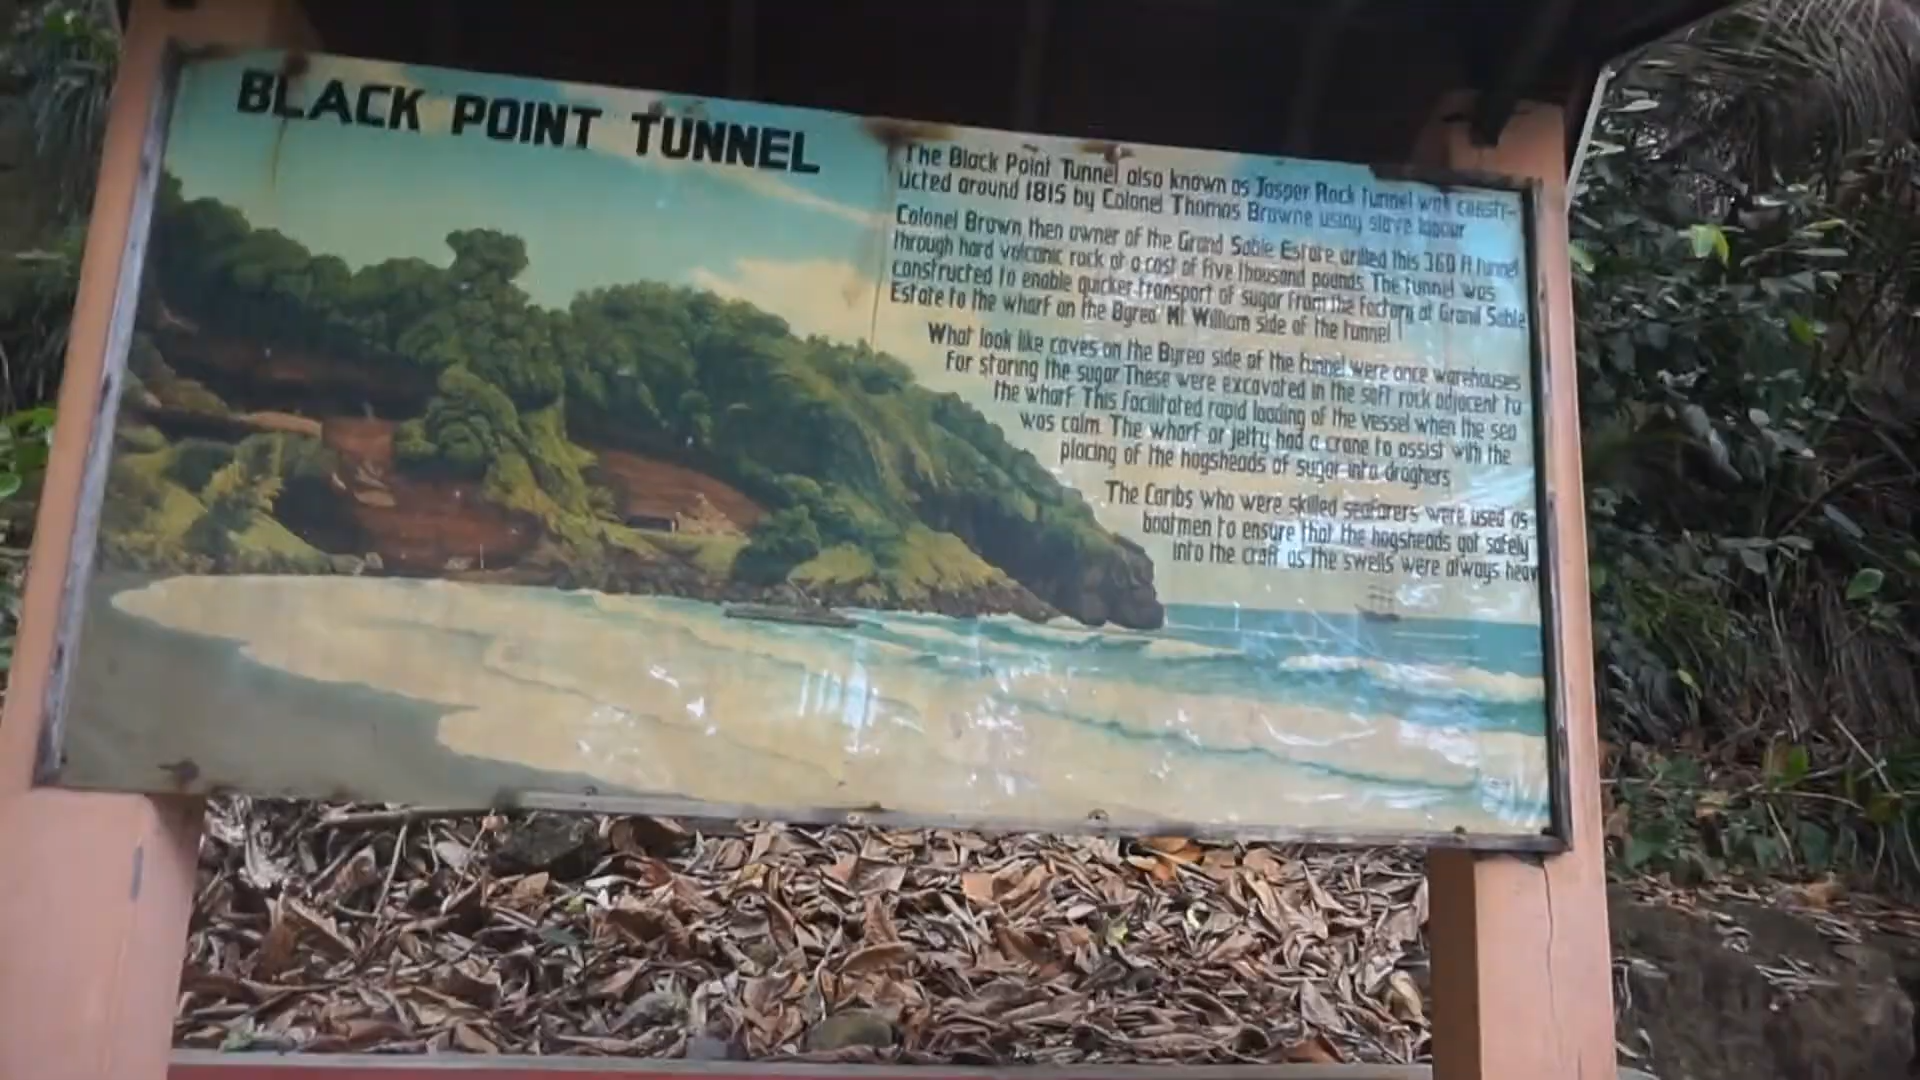 BLACK POINT TUNNEL
The Black Point Tunnel also known as Jasper Rock Tunnel was constr-
ucted around 1815 by Colonel Thomas Browne using slave labour
Colonel Brown then owner of the Grand Sable Estate drilled this 360 ft tunnel
through hard volcanic rock at a cost of five thousand pounds The tunnel was
constructed to enable quicker transport of sugar from the factory at Grand Sable
Estate to the wharf on the Byrea Mt William side of the tunnel
What look like caves on the Byrea side of the tunnel were once warehouses
for storing the sugar These were excavated in the soft rock adjacent to
the wharf This facilitated rapid loading of the vessel when the sea
was calm. The wharf or jetty had a crane to assist with the
placing of the hogsheads of sugar into droghers
The Caribs who were skilled seafarers were used as
boatmen to ensure that the hogsheads got safely
into the craft as the swells were always heav